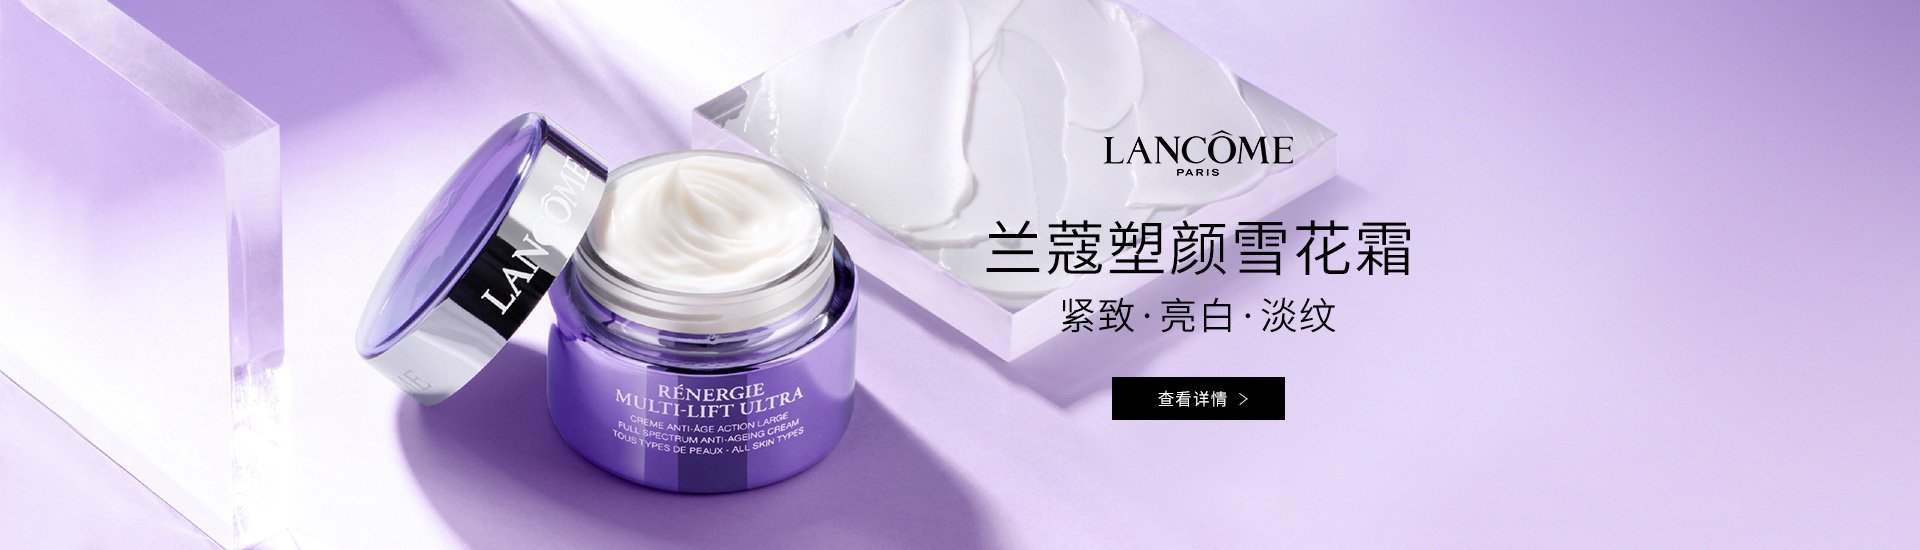 LANCÔME
RÉNERGIE
MULTI-LIFT ULTRA
CREME ANTI-ÂGE ACTION LARGE
FULL SPECTRUM ANTI-AGEING CREAM
TOUS TYPES DE PEAUX - ALL SKIN TYPES
LANCÔME
PARIS
兰蔻塑颜雪花霜
紧致·亮白·淡纹
查看详情 >